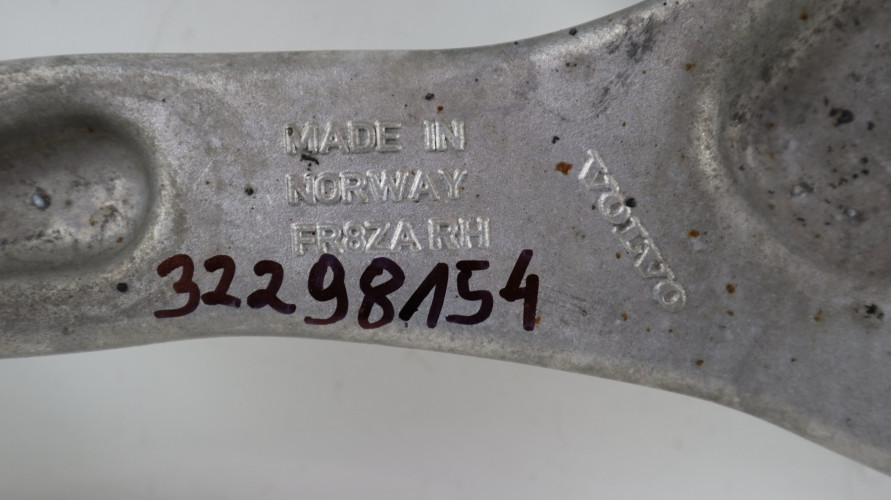 MADE IN
NORWAY
FR8ZA RH
32298154
VOLVO